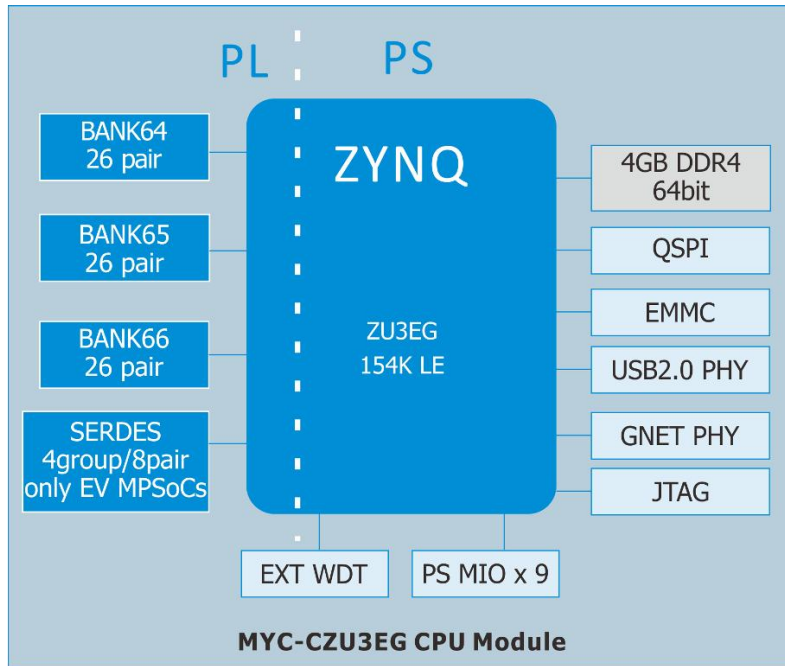 PL
PS
BANK64
26 pair
BANK65
26 pair
BANK66
26 pair
SERDES
4group/8pair
only EV MPSoCs
ZYNQ
ZU3EG
154K LE
4GB DDR4
64bit
QSPI
EMMC
USB2.0 PHY
GNET PHY
JTAG
EXT WDT
PS MIO x 9
MYC-CZU3EG CPU Module